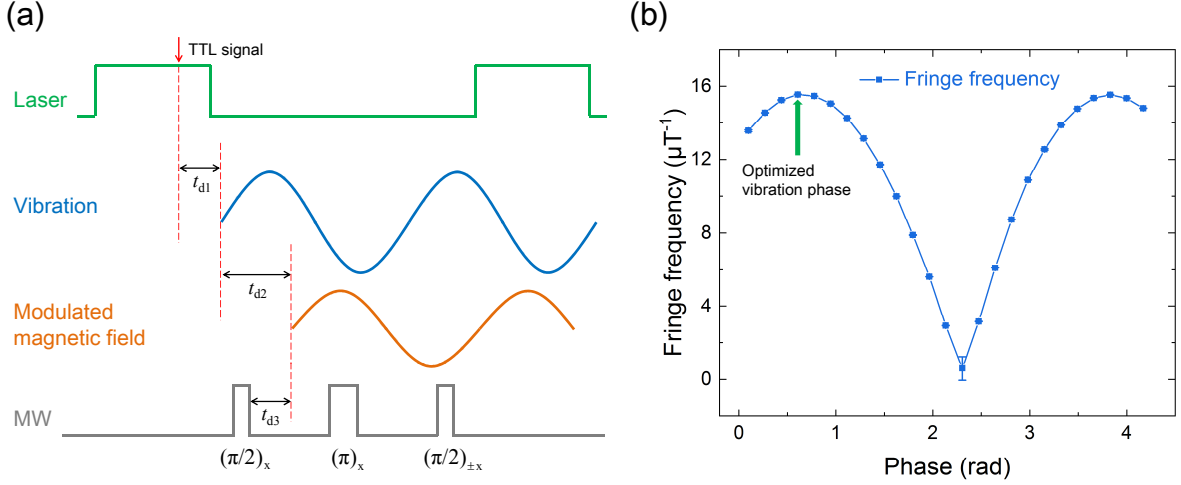 (a)
TTL signal
Laser
t_d1
Vibration
t_d2
Modulated
magnetic field
t_d3
MW
(π/2)_x
(π)_x
(π/2)_±x
(b)
Fringe frequency
Optimized
vibration phase
Fringe frequency (μT⁻¹)
16
12
8
4
0
0
1
2
3
4
Phase (rad)